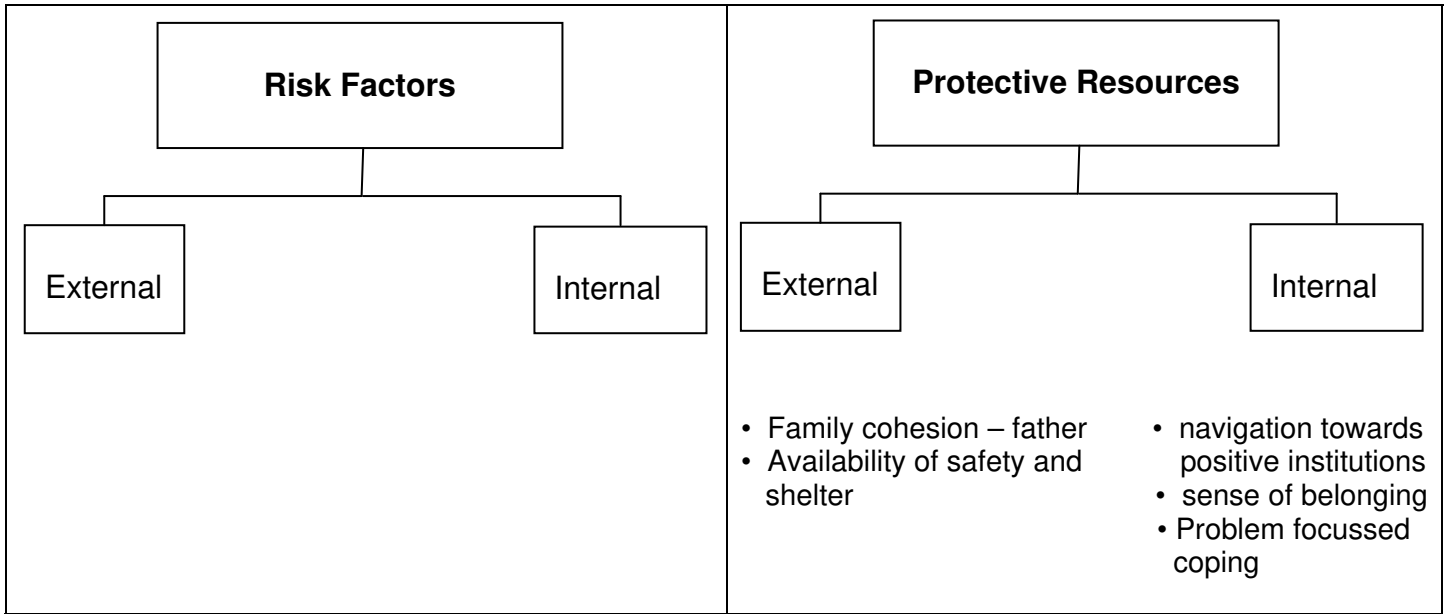 Risk Factors
External
Internal
Protective Resources
External
Internal
• Family cohesion – father
• Availability of safety and
shelter
• navigation towards
positive institutions
• sense of belonging
• Problem focussed
coping